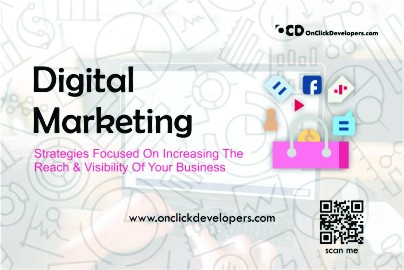 CD OnClickDevelopers.com
Digital
Marketing
Strategies Focused On Increasing The
Reach & Visibility Of Your Business
www.onclickdevelopers.com
scan me